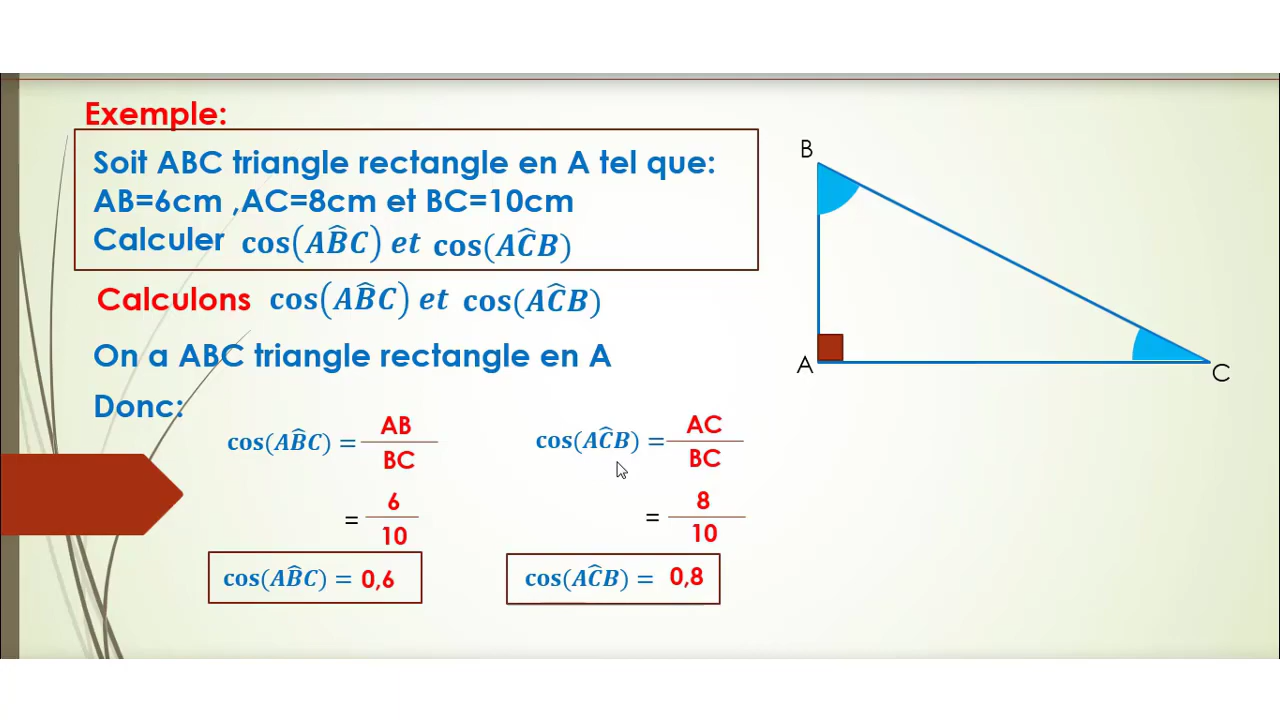 Exemple:
Soit ABC triangle rectangle en A tel que:
AB=6cm ,AC=8cm et BC=10cm
Calculer cos(AB̂C) et cos(AĈB)
Calculons cos(AB̂C) et cos(AĈB)
On a ABC triangle rectangle en A
Donc:
cos(AB̂C) = AB/BC
= 6/10
cos(AB̂C) = 0,6
cos(AĈB) = AC/BC
= 8/10
cos(AĈB) = 0,8
B
A
C